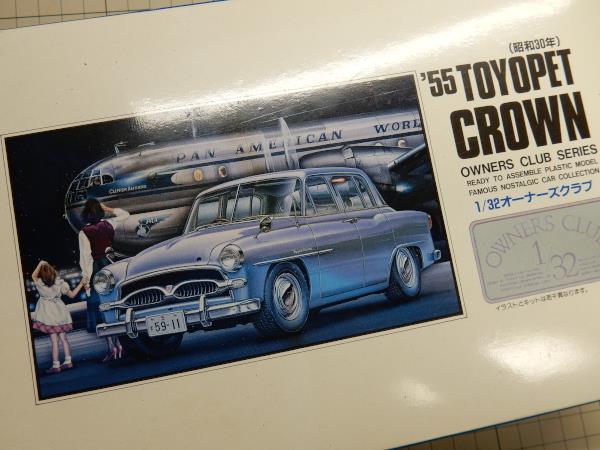 (昭和30年)
'55 TOYOPET
CROWN
OWNERS CLUB SERIES
READY TO ASSEMBLE PLASTIC MODEL
FAMOUS NOSTALGIC CAR COLLECTION
1/32オーナーズクラブ
OWNERS CLUB
1/32
イラストとキットは若干異なります。
PAN AMERICAN WORL
59-11